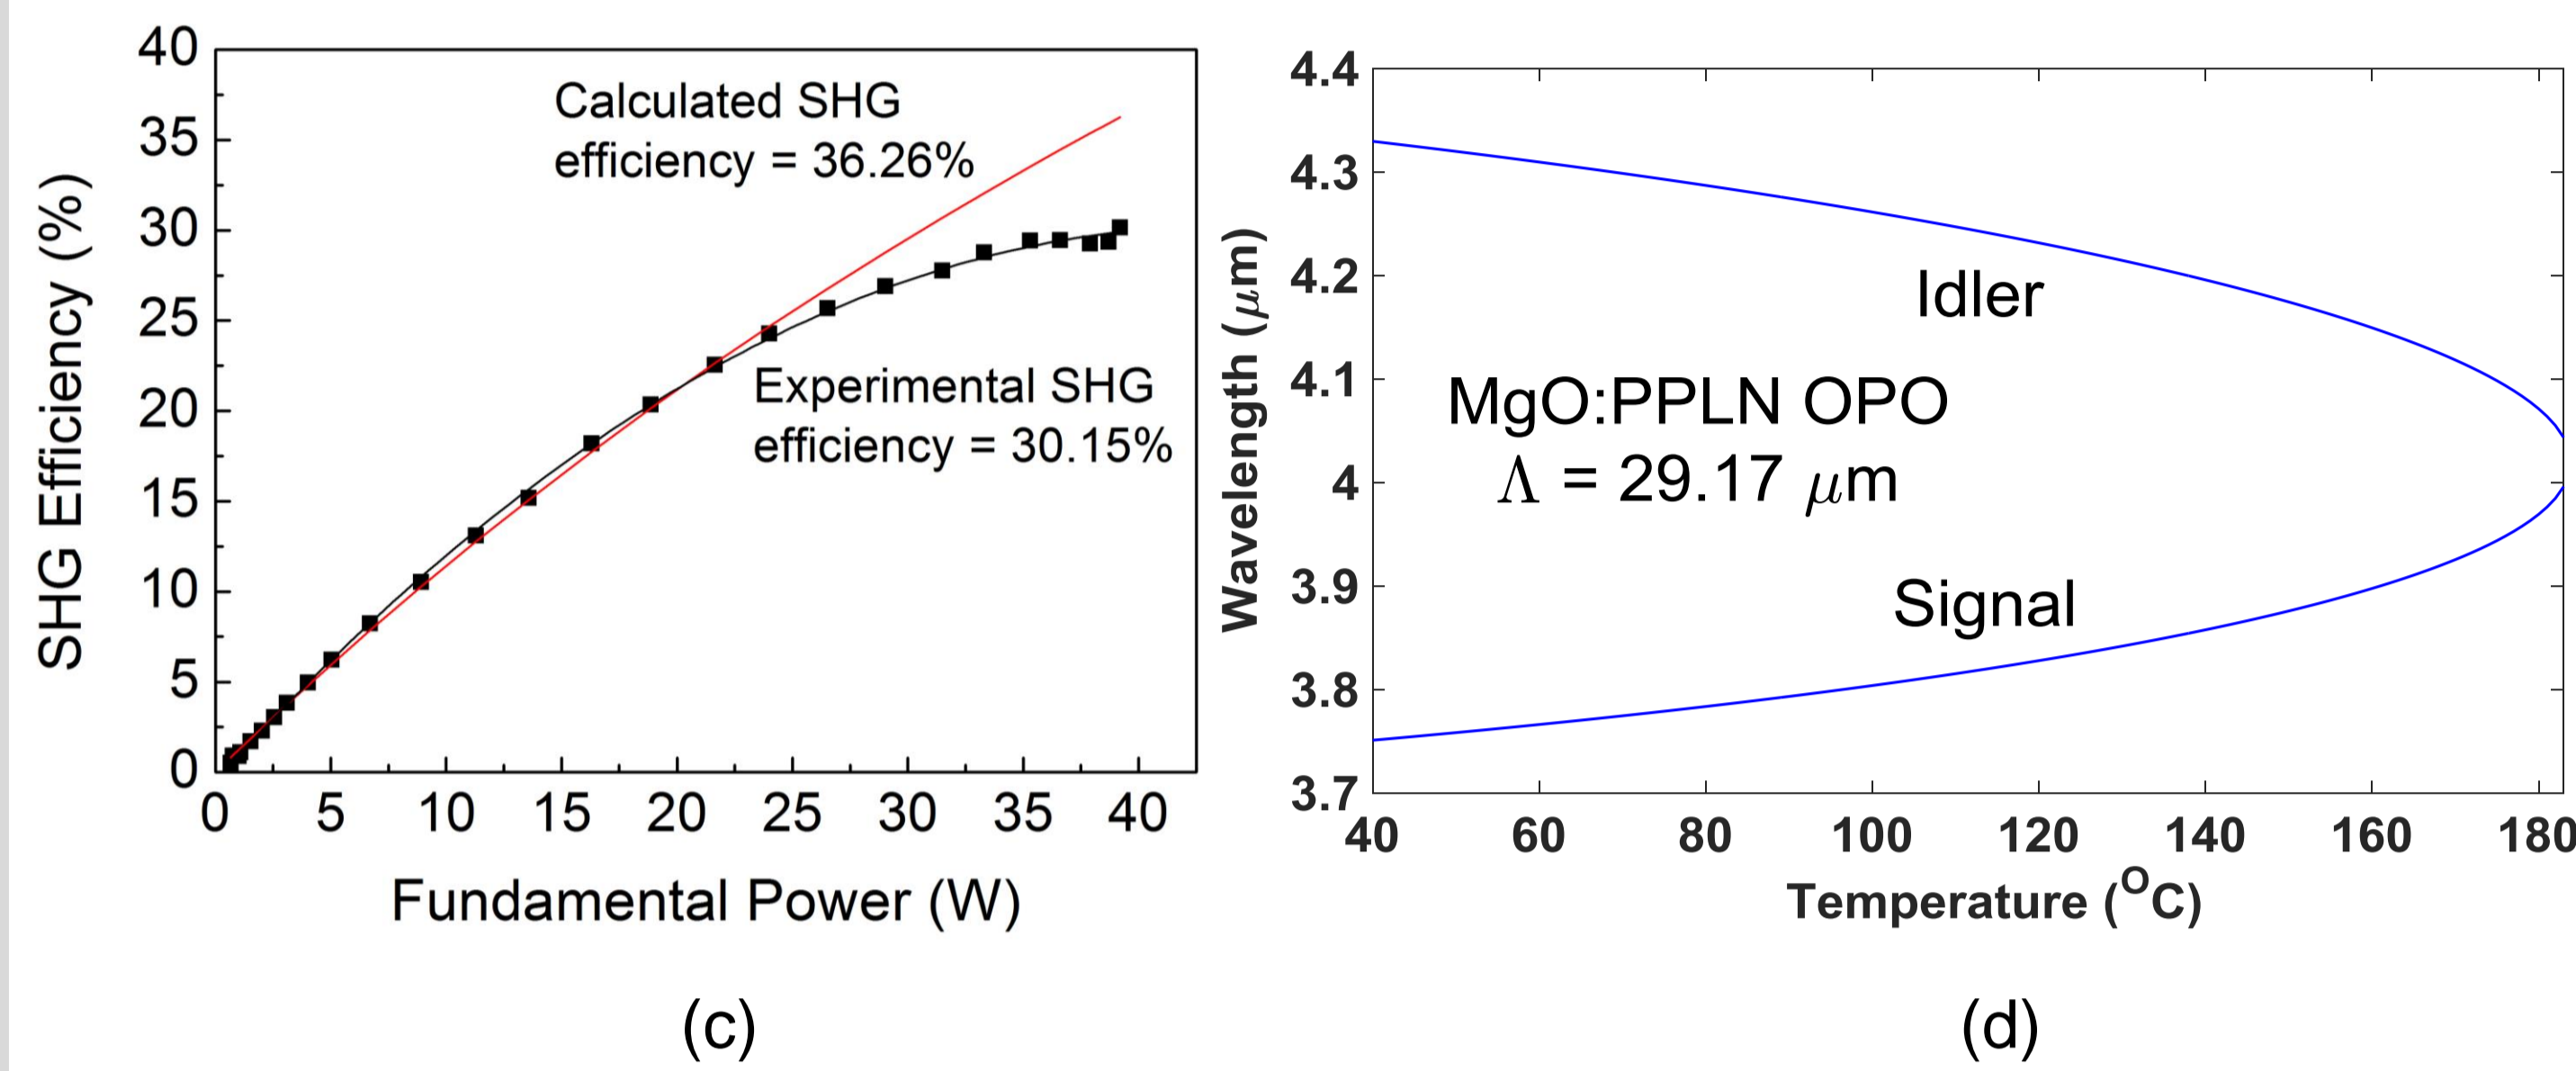 40
35
30
25
20
15
10
5
0
SHG Efficiency (%)
Calculated SHG
efficiency = 36.26%
Experimental SHG
efficiency = 30.15%
0 5 10 15 20 25 30 35 40
Fundamental Power (W)
(c)
4.4
4.3
4.2
4.1
4
3.9
3.8
3.7
Wavelength (μm)
Idler
MgO:PPLN OPO
Λ = 29.17 μm
Signal
40 60 80 100 120 140 160 180
Temperature (°C)
(d)